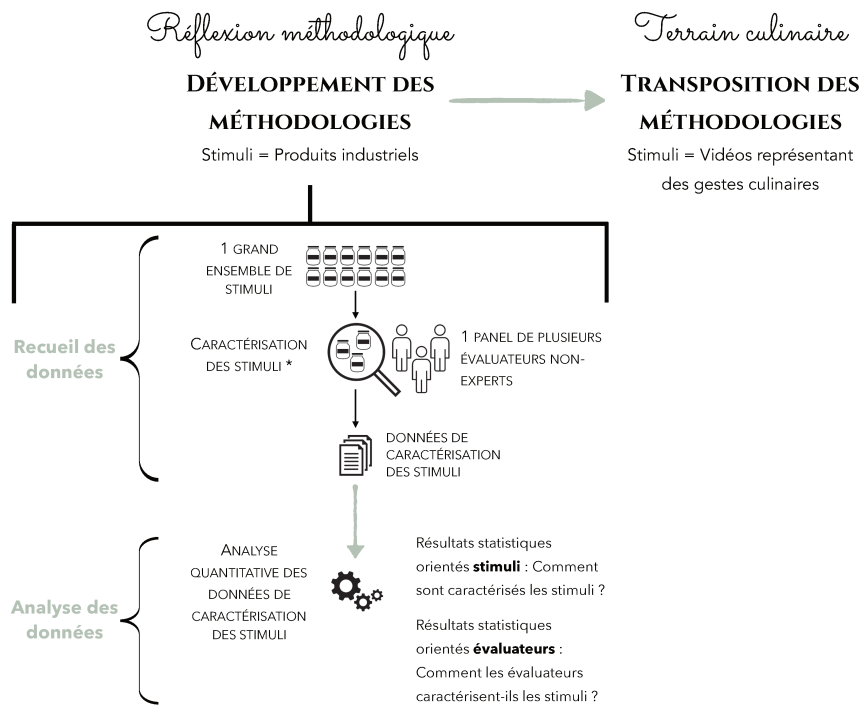 Réflexion méthodologique
DÉVELOPPEMENT DES
MÉTHODOLOGIES
Stimuli = Produits industriels
Terrain culinaire
TRANSPOSITION DES
MÉTHODOLOGIES
Stimuli = Vidéos représentant
des gestes culinaires
Recueil des
données
1 GRAND
ENSEMBLE DE
STIMULI
CARACTÉRISATION
DES STIMULI *
1 PANEL DE PLUSIEURS
ÉVALUATEURS NON-
EXPERTS
DONNÉES DE
CARACTÉRISATION
DES STIMULI
Analyse des
données
ANALYSE
QUANTITATIVE DES
DONNÉES DE
CARACTÉRISATION
DES STIMULI
Résultats statistiques
orientés stimuli : Comment
sont caractérisés les stimuli ?
Résultats statistiques
orientés évaluateurs :
Comment les évaluateurs
caractérisent-ils les stimuli ?